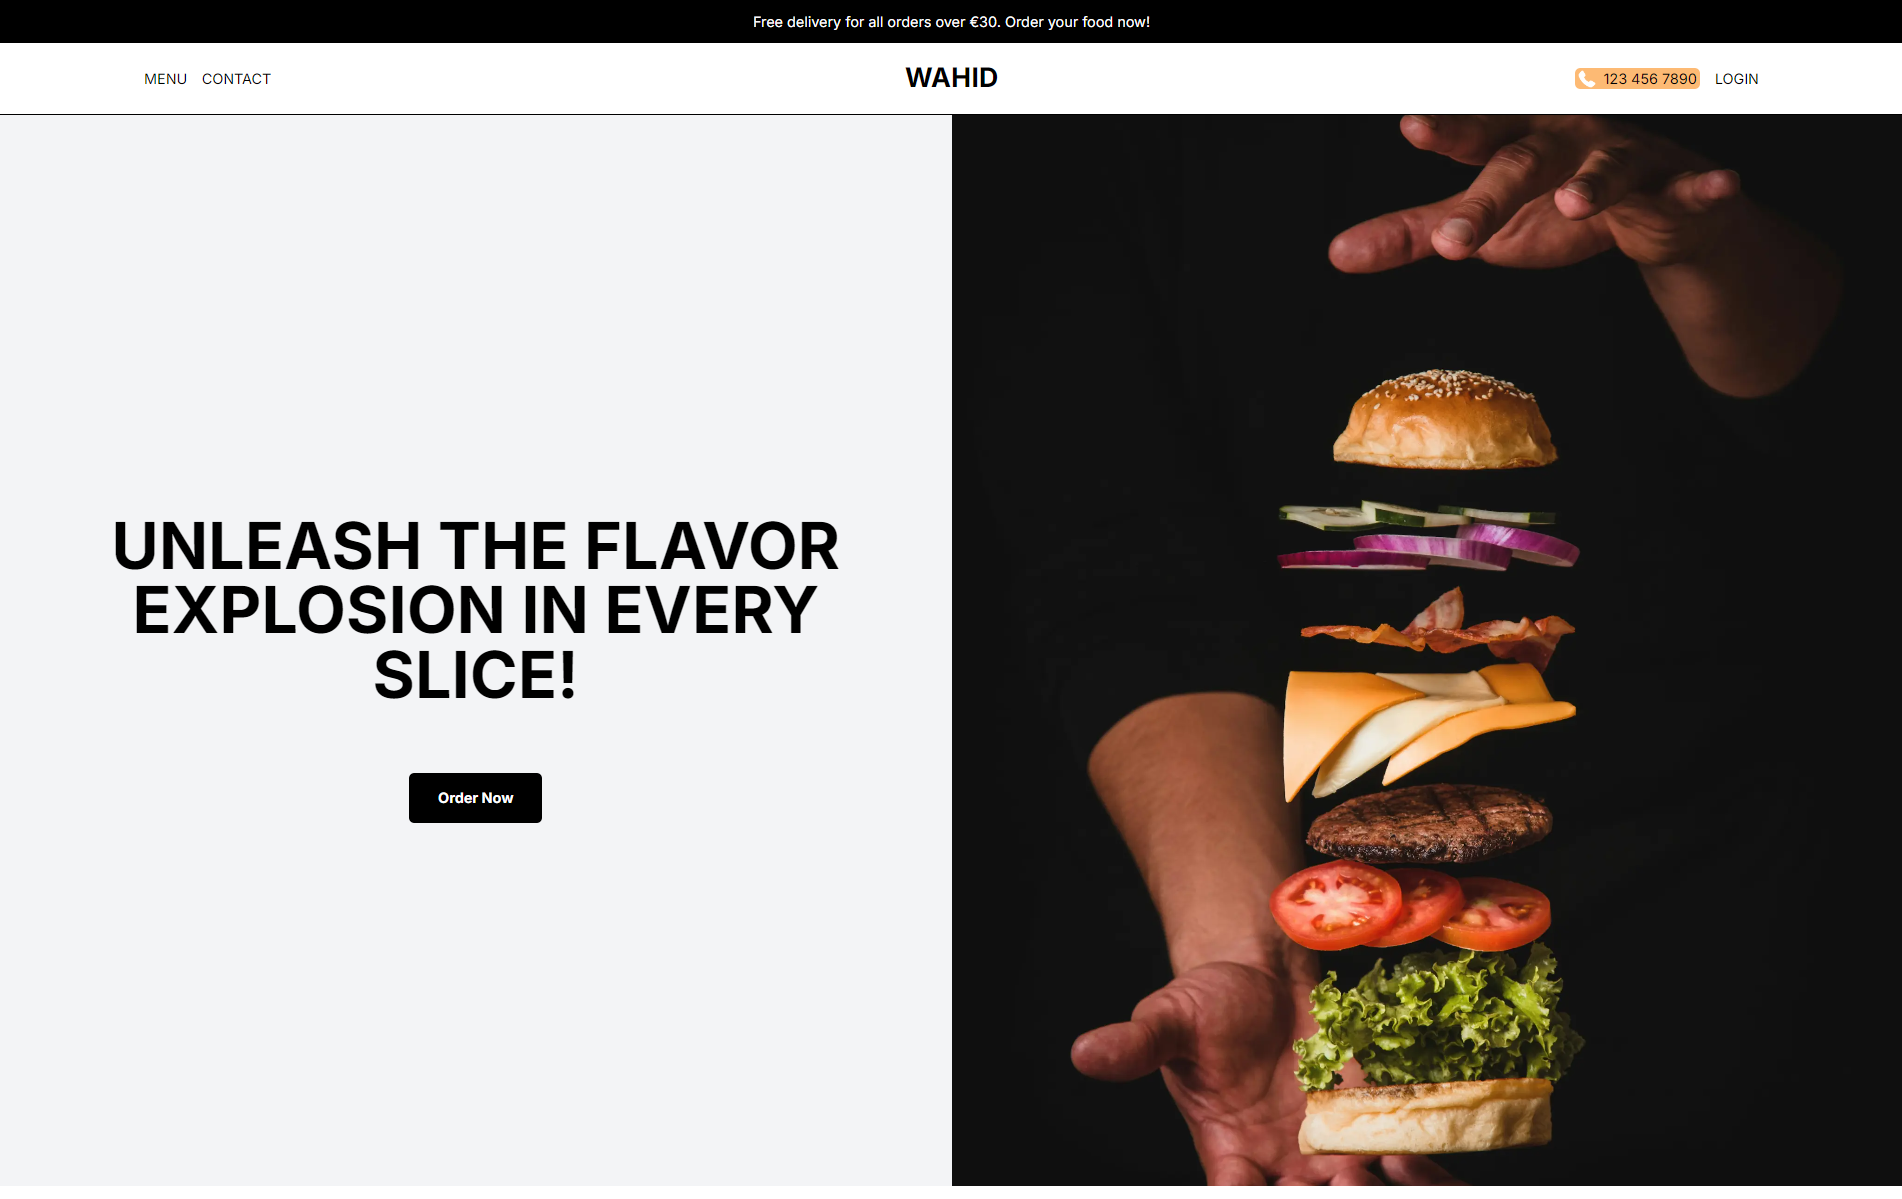 Free delivery for all orders over €30. Order your food now!
MENU CONTACT WAHID 123 456 7890 LOGIN
UNLEASH THE FLAVOR
EXPLOSION IN EVERY
SLICE!
Order Now